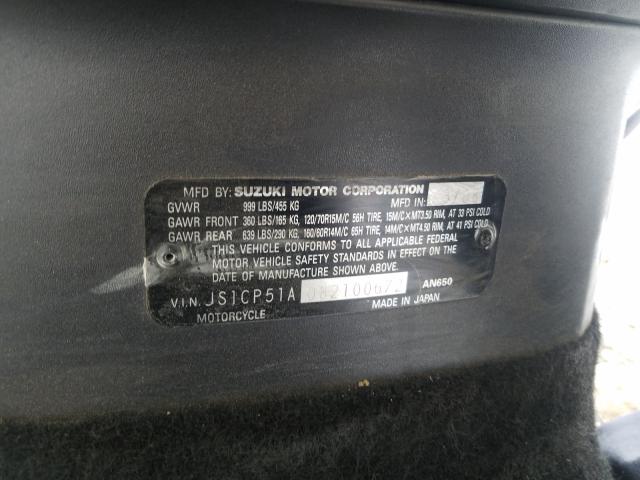 MFD BY: SUZUKI MOTOR CORPORATION MFD IN:
GVWR 999 LBS/455 KG
GAWR FRONT 360 LBS/165 KG, 120/70R15M/C 56H TIRE, 15M/C×MT3.50 RIM, AT 33 PSI COLD
GAWR REAR 639 LBS/290 KG, 160/60R14M/C 65H TIRE, 14M/C×MT4.50 RIM, AT 41 PSI COLD
THIS VEHICLE CONFORMS TO ALL APPLICABLE FEDERAL
MOTOR VEHICLE SAFETY STANDARDS IN EFFECT ON THE
DATE OF MANUFACTURE SHOWN ABOVE.
V.I.N. JS1CP51A AN650
MOTORCYCLE MADE IN JAPAN